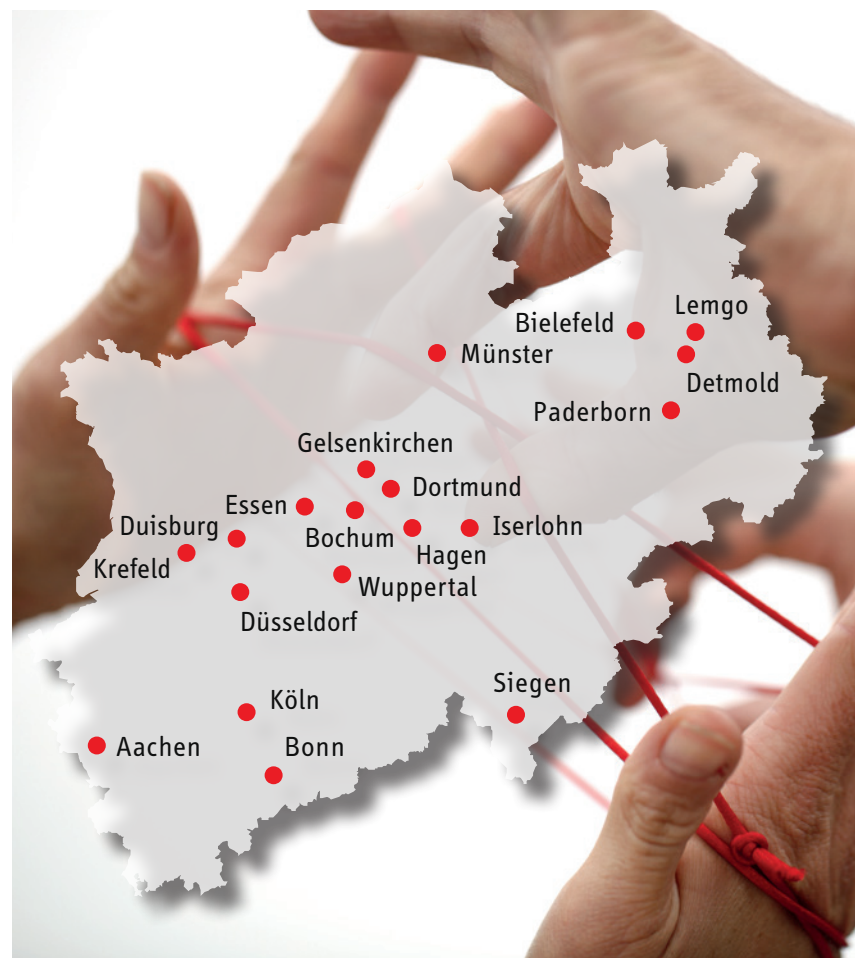 Lemgo
Bielefeld
Münster
Detmold
Paderborn
Gelsenkirchen
Dortmund
Essen
Duisburg
Bochum
Iserlohn
Hagen
Krefeld
Wuppertal
Düsseldorf
Siegen
Köln
Aachen
Bonn